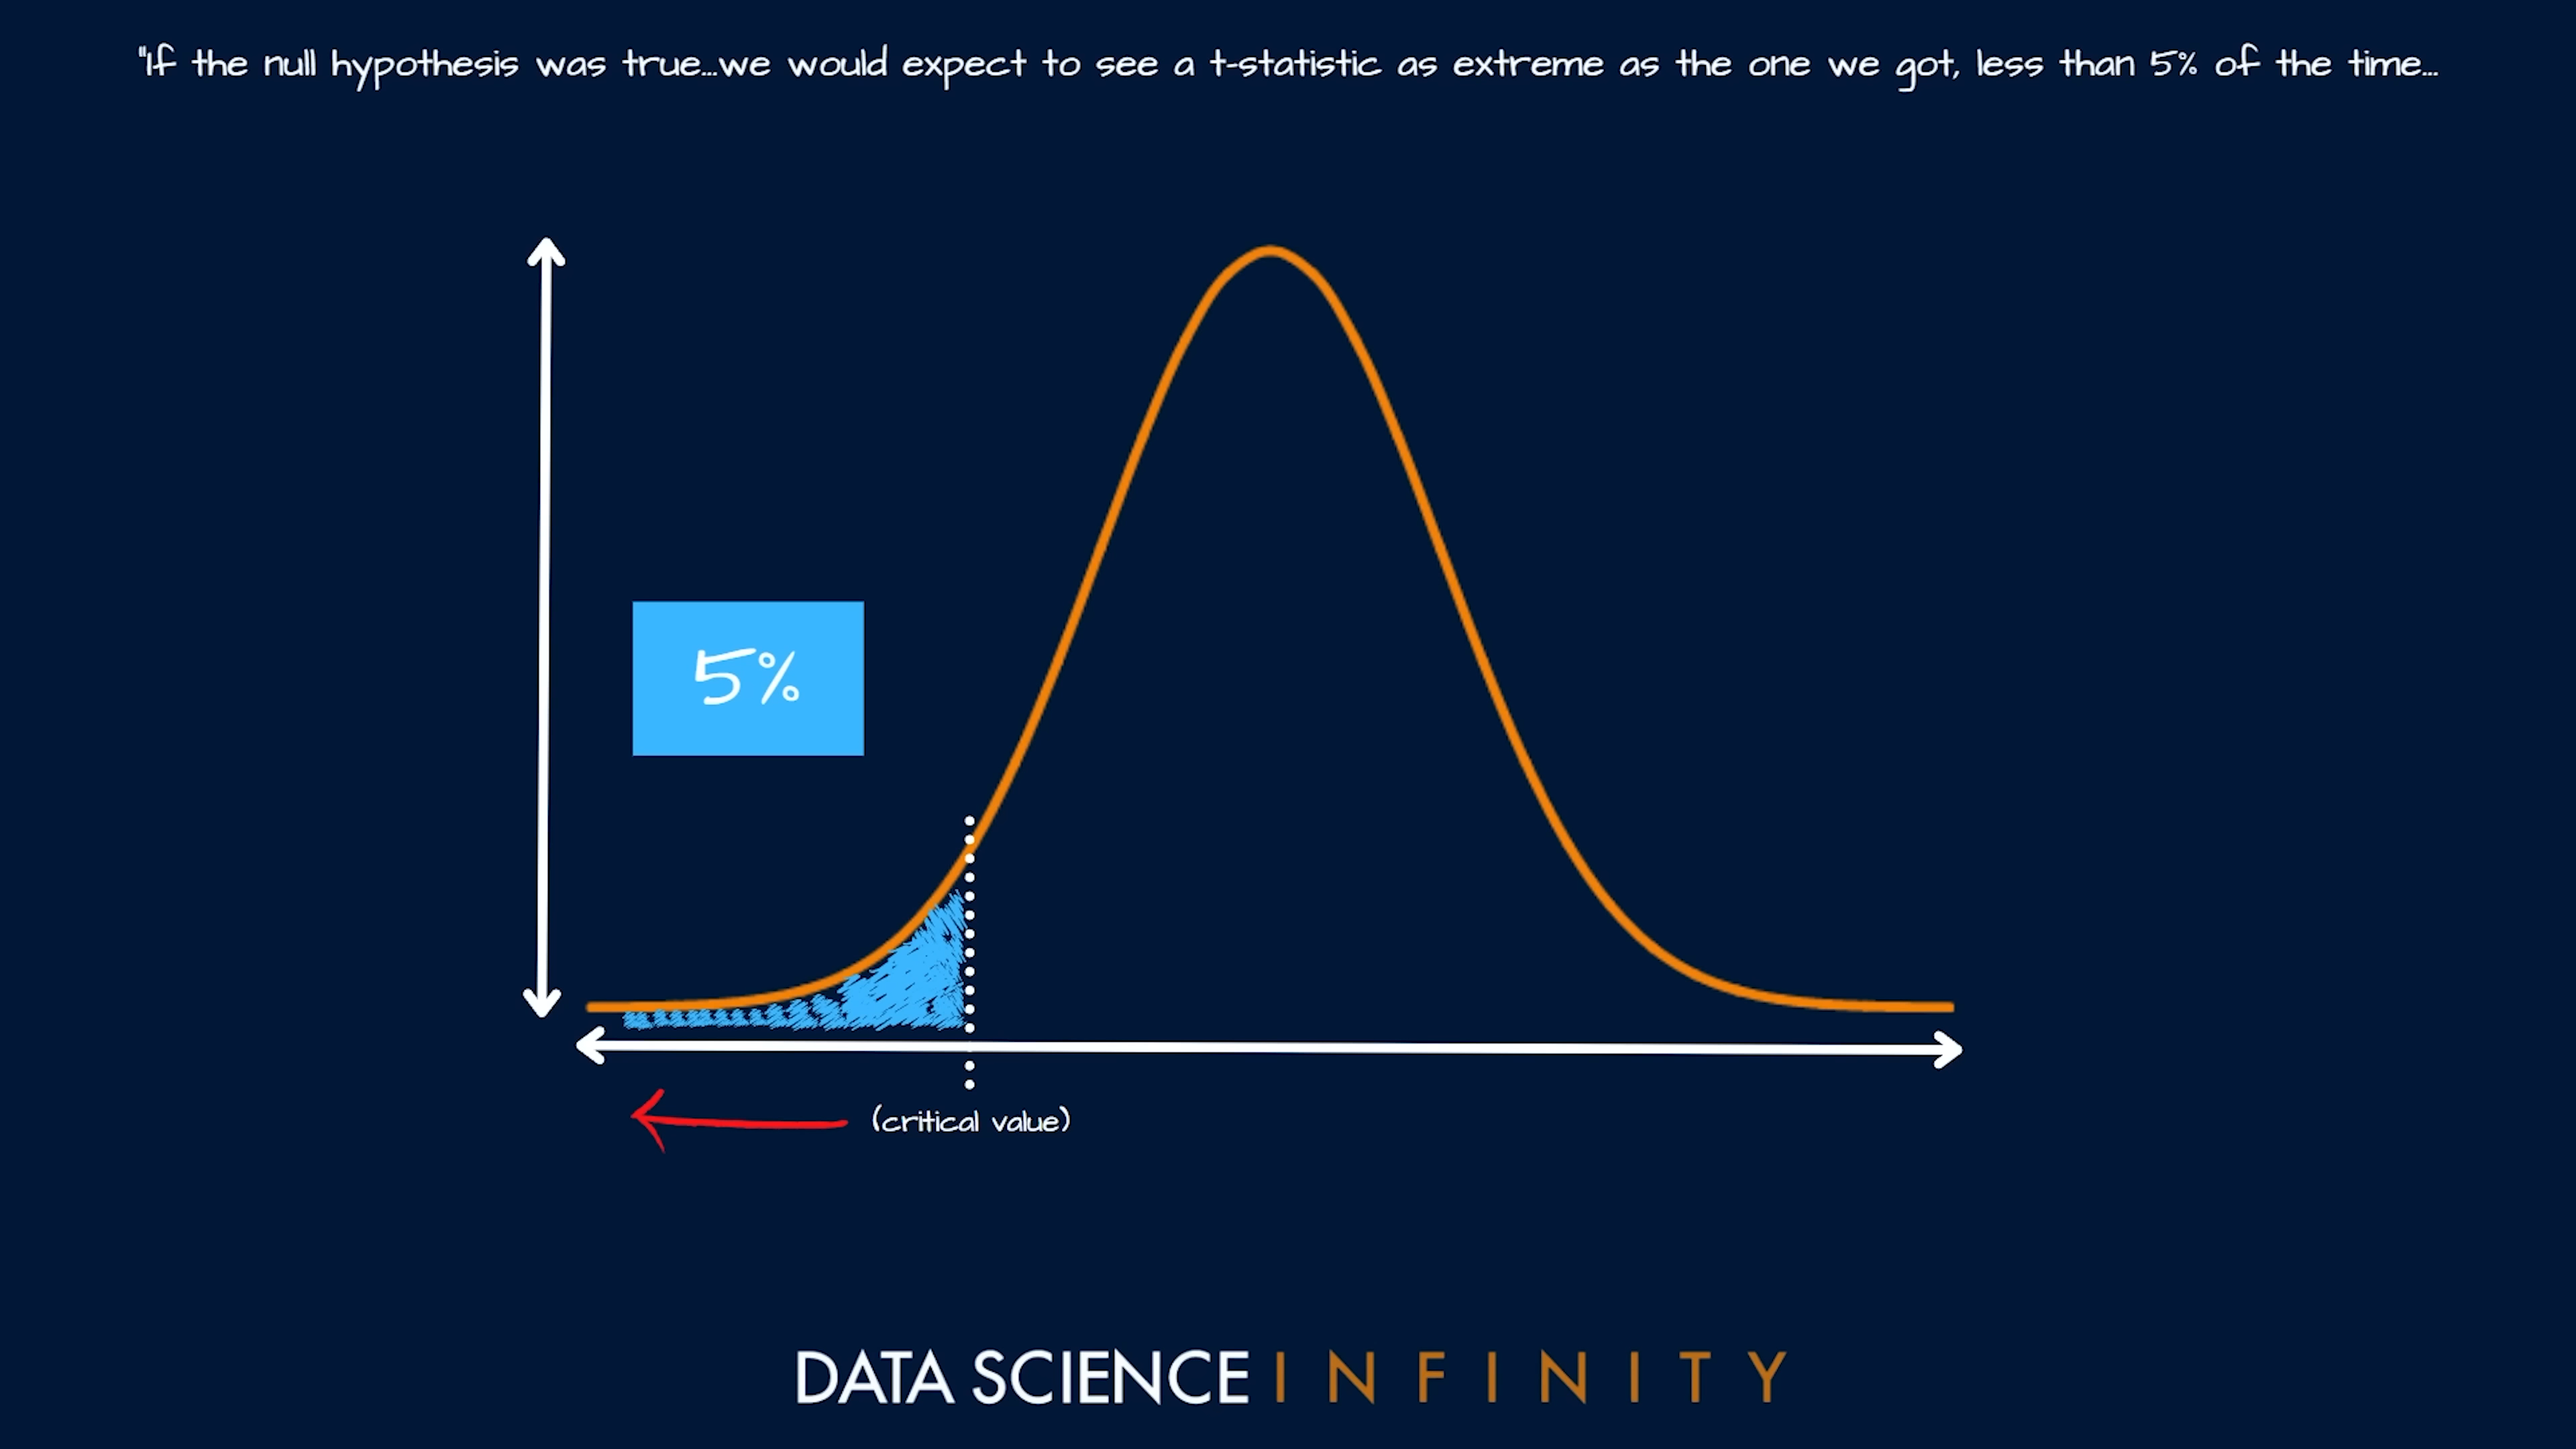 "If the null hypothesis was true...we would expect to see a t-statistic as extreme as the one we got, less than 5% of the time...
5%
(critical value)
DATA SCIENCE INFINITY